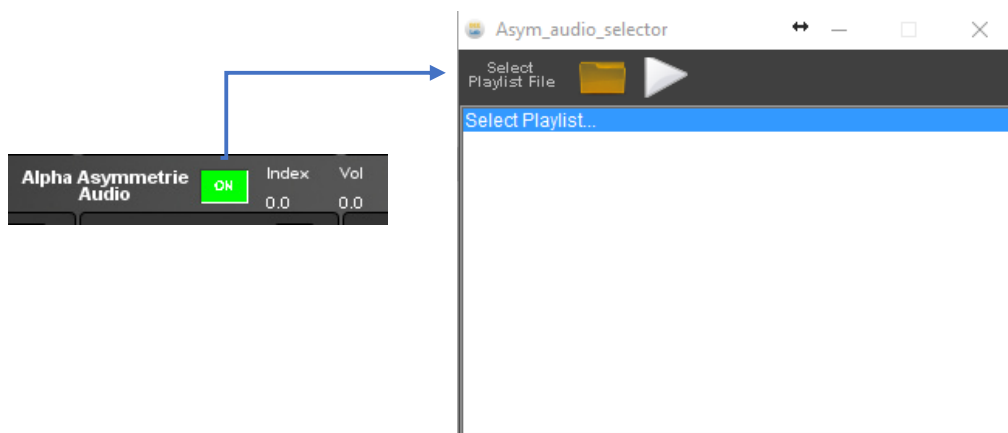 Asym_audio_selector
Select
Playlist File
Select Playlist...
Alpha Asymmetrie
Audio
ON
Index
Vol
0.0
0.0